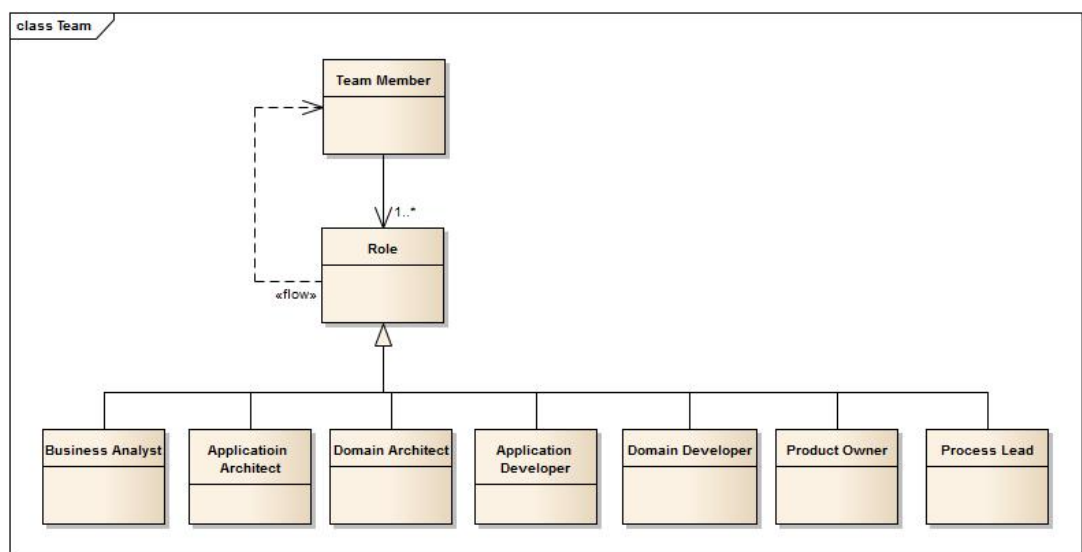 class Team
Team Member
1..*
Role
«flow»
Business Analyst
Applicatioin
Architect
Domain Architect
Application
Developer
Domain Developer
Product Owner
Process Lead